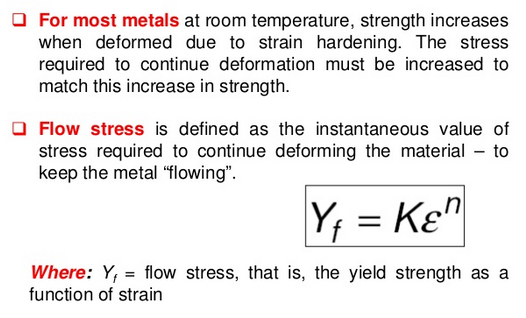 ❑ For most metals at room temperature, strength increases
when deformed due to strain hardening. The stress
required to continue deformation must be increased to
match this increase in strength.
❑ Flow stress is defined as the instantaneous value of
stress required to continue deforming the material – to
keep the metal “flowing”.
Y_f = Kε^n
Where: Y_f = flow stress, that is, the yield strength as a
function of strain